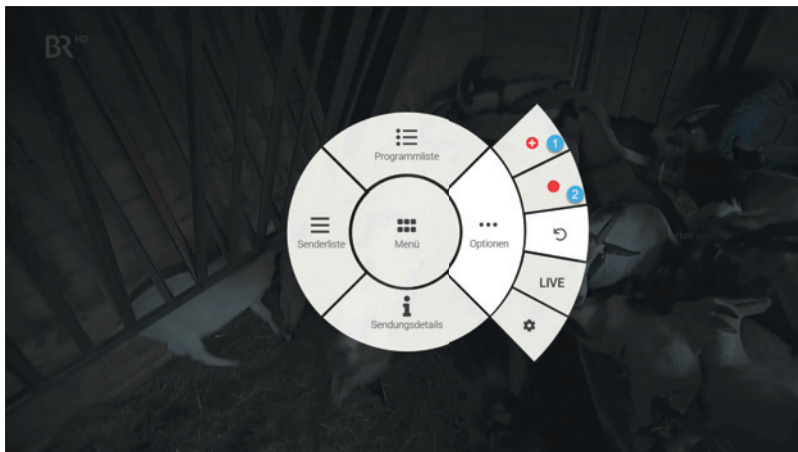 BR HD
Programmliste
1
2
Senderliste
Menü
Optionen
LIVE
Sendungsdetails